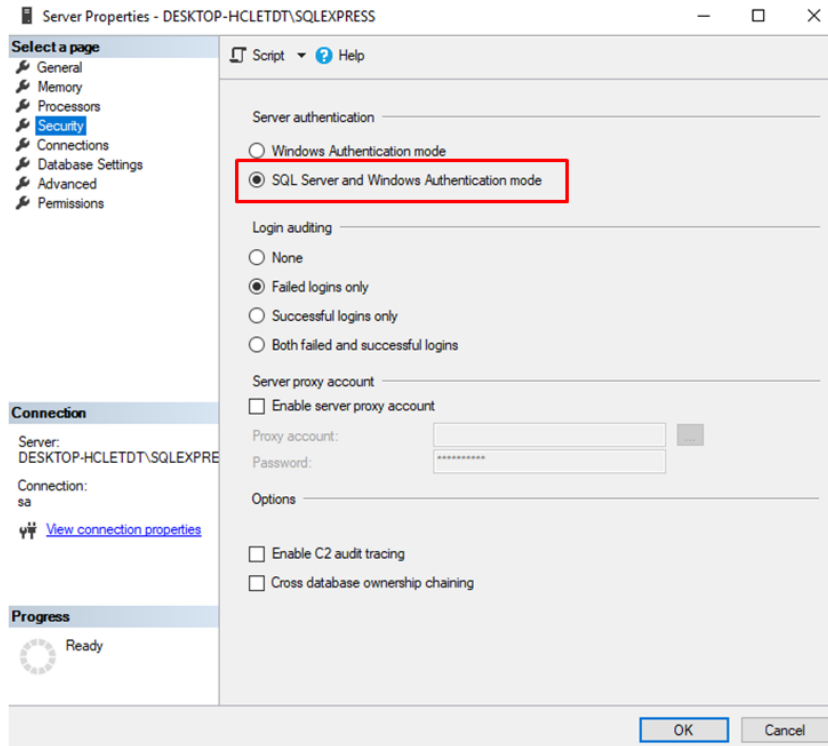 Server Properties - DESKTOP-HCLETDT\SQLEXPRESS
Select a page
General
Memory
Processors
Security
Connections
Database Settings
Advanced
Permissions
Script
Help
Server authentication
Windows Authentication mode
SQL Server and Windows Authentication mode
Login auditing
None
Failed logins only
Successful logins only
Both failed and successful logins
Server proxy account
Enable server proxy account
Proxy account:
...
Password:
**********
Options
Enable C2 audit tracing
Cross database ownership chaining
Connection
Server:
DESKTOP-HCLETDT\SQLEXPRE
Connection:
sa
View connection properties
Progress
Ready
OK
Cancel